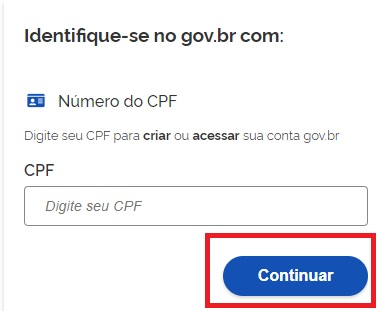 Identifique-se no gov.br com:
Número do CPF
Digite seu CPF para criar ou acessar sua conta gov.br
CPF
Digite seu CPF
Continuar